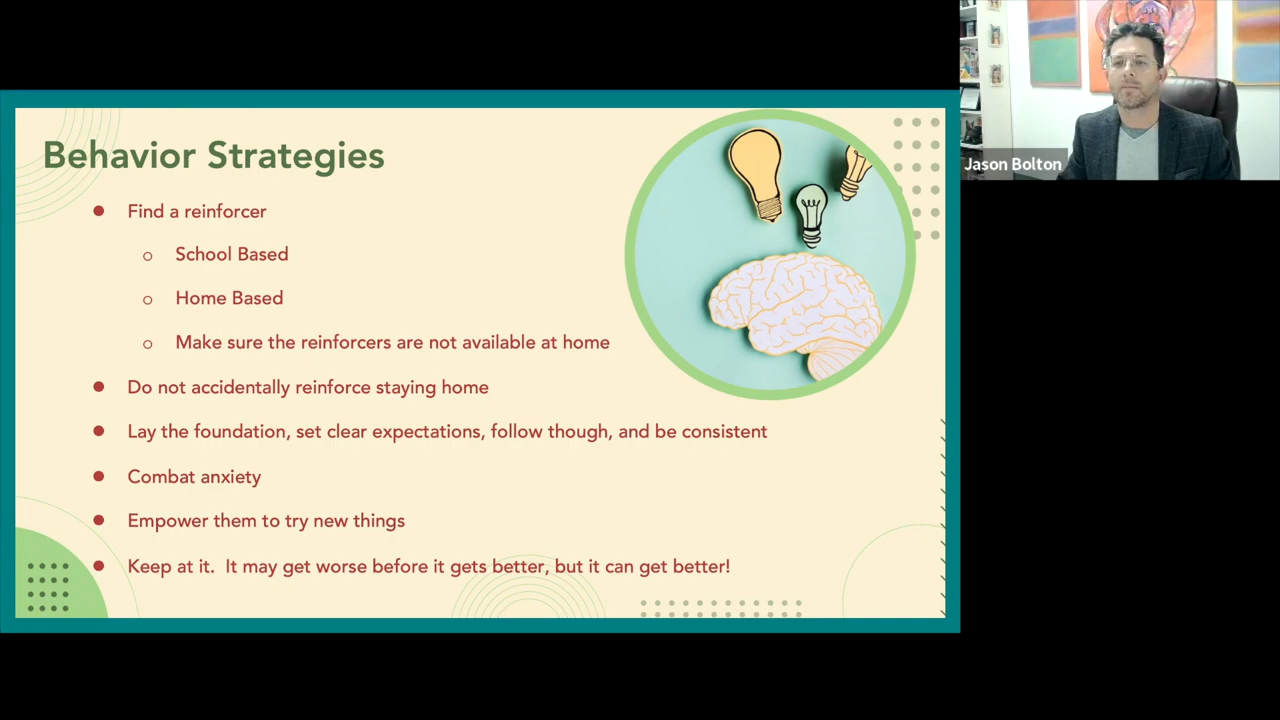 Behavior Strategies
Find a reinforcer
School Based
Home Based
Make sure the reinforcers are not available at home
Do not accidentally reinforce staying home
Lay the foundation, set clear expectations, follow though, and be consistent
Combat anxiety
Empower them to try new things
Keep at it.  It may get worse before it gets better, but it can get better!
Jason Bolton